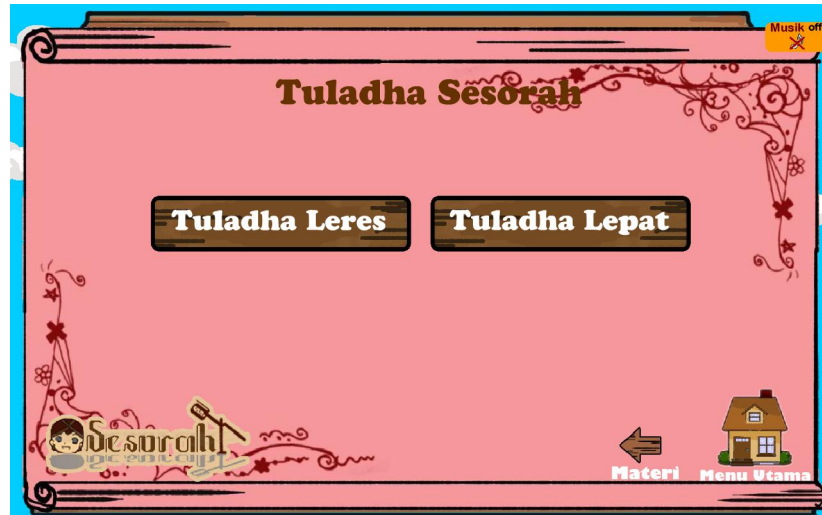 Musik off
Tuladha Sesorah
Tuladha Leres
Tuladha Lepat
Sesorah
Materi
Menu Utama